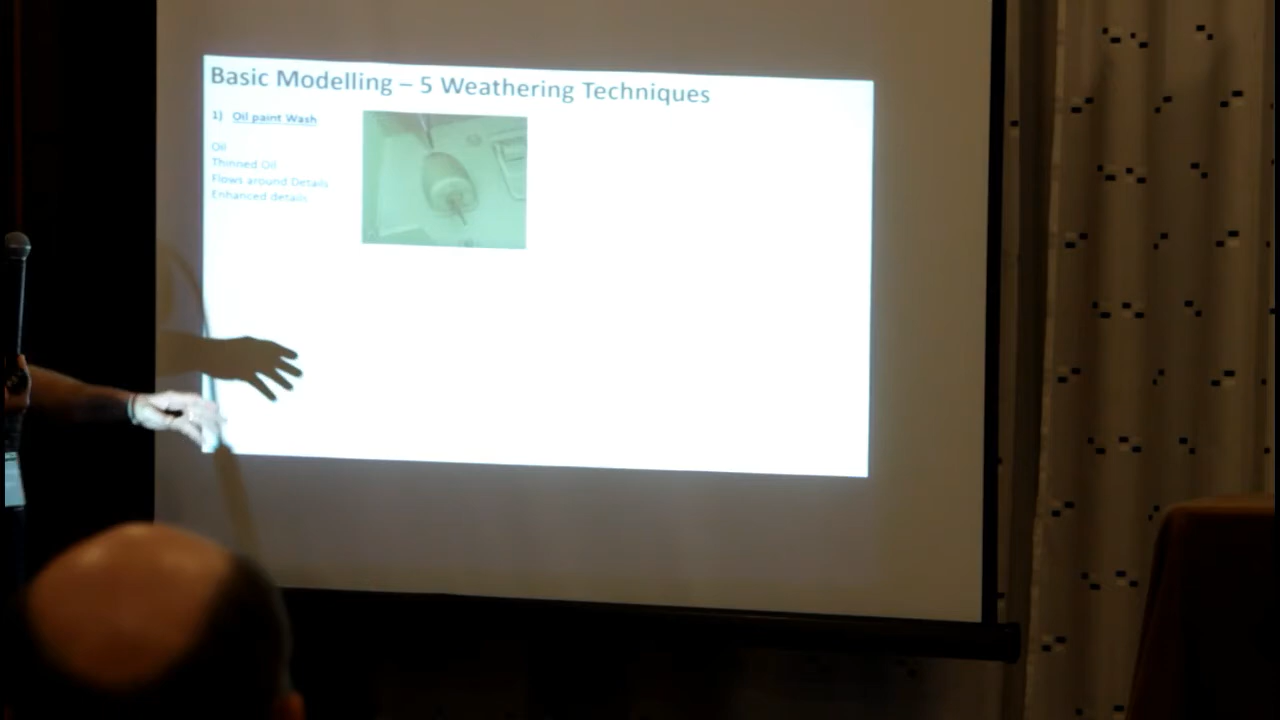 Basic Modelling – 5 Weathering Techniques
1) Oil paint Wash
Oil
Thinned Oil
Flows around Details
Enhanced details